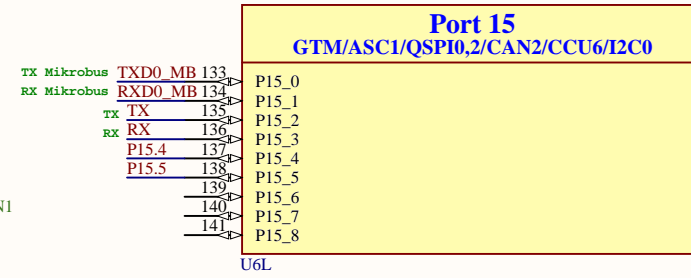 Port 15
GTM/ASC1/QSPI0,2/CAN2/CCU6/I2C0
TX Mikrobus TXD0_MB 133 P15_0
RX Mikrobus RXD0_MB 134 P15_1
TX TX 135 P15_2
RX RX 136 P15_3
P15.4 137 P15_4
P15.5 138 P15_5
139 P15_6
N1 140 P15_7
141 P15_8
U6L